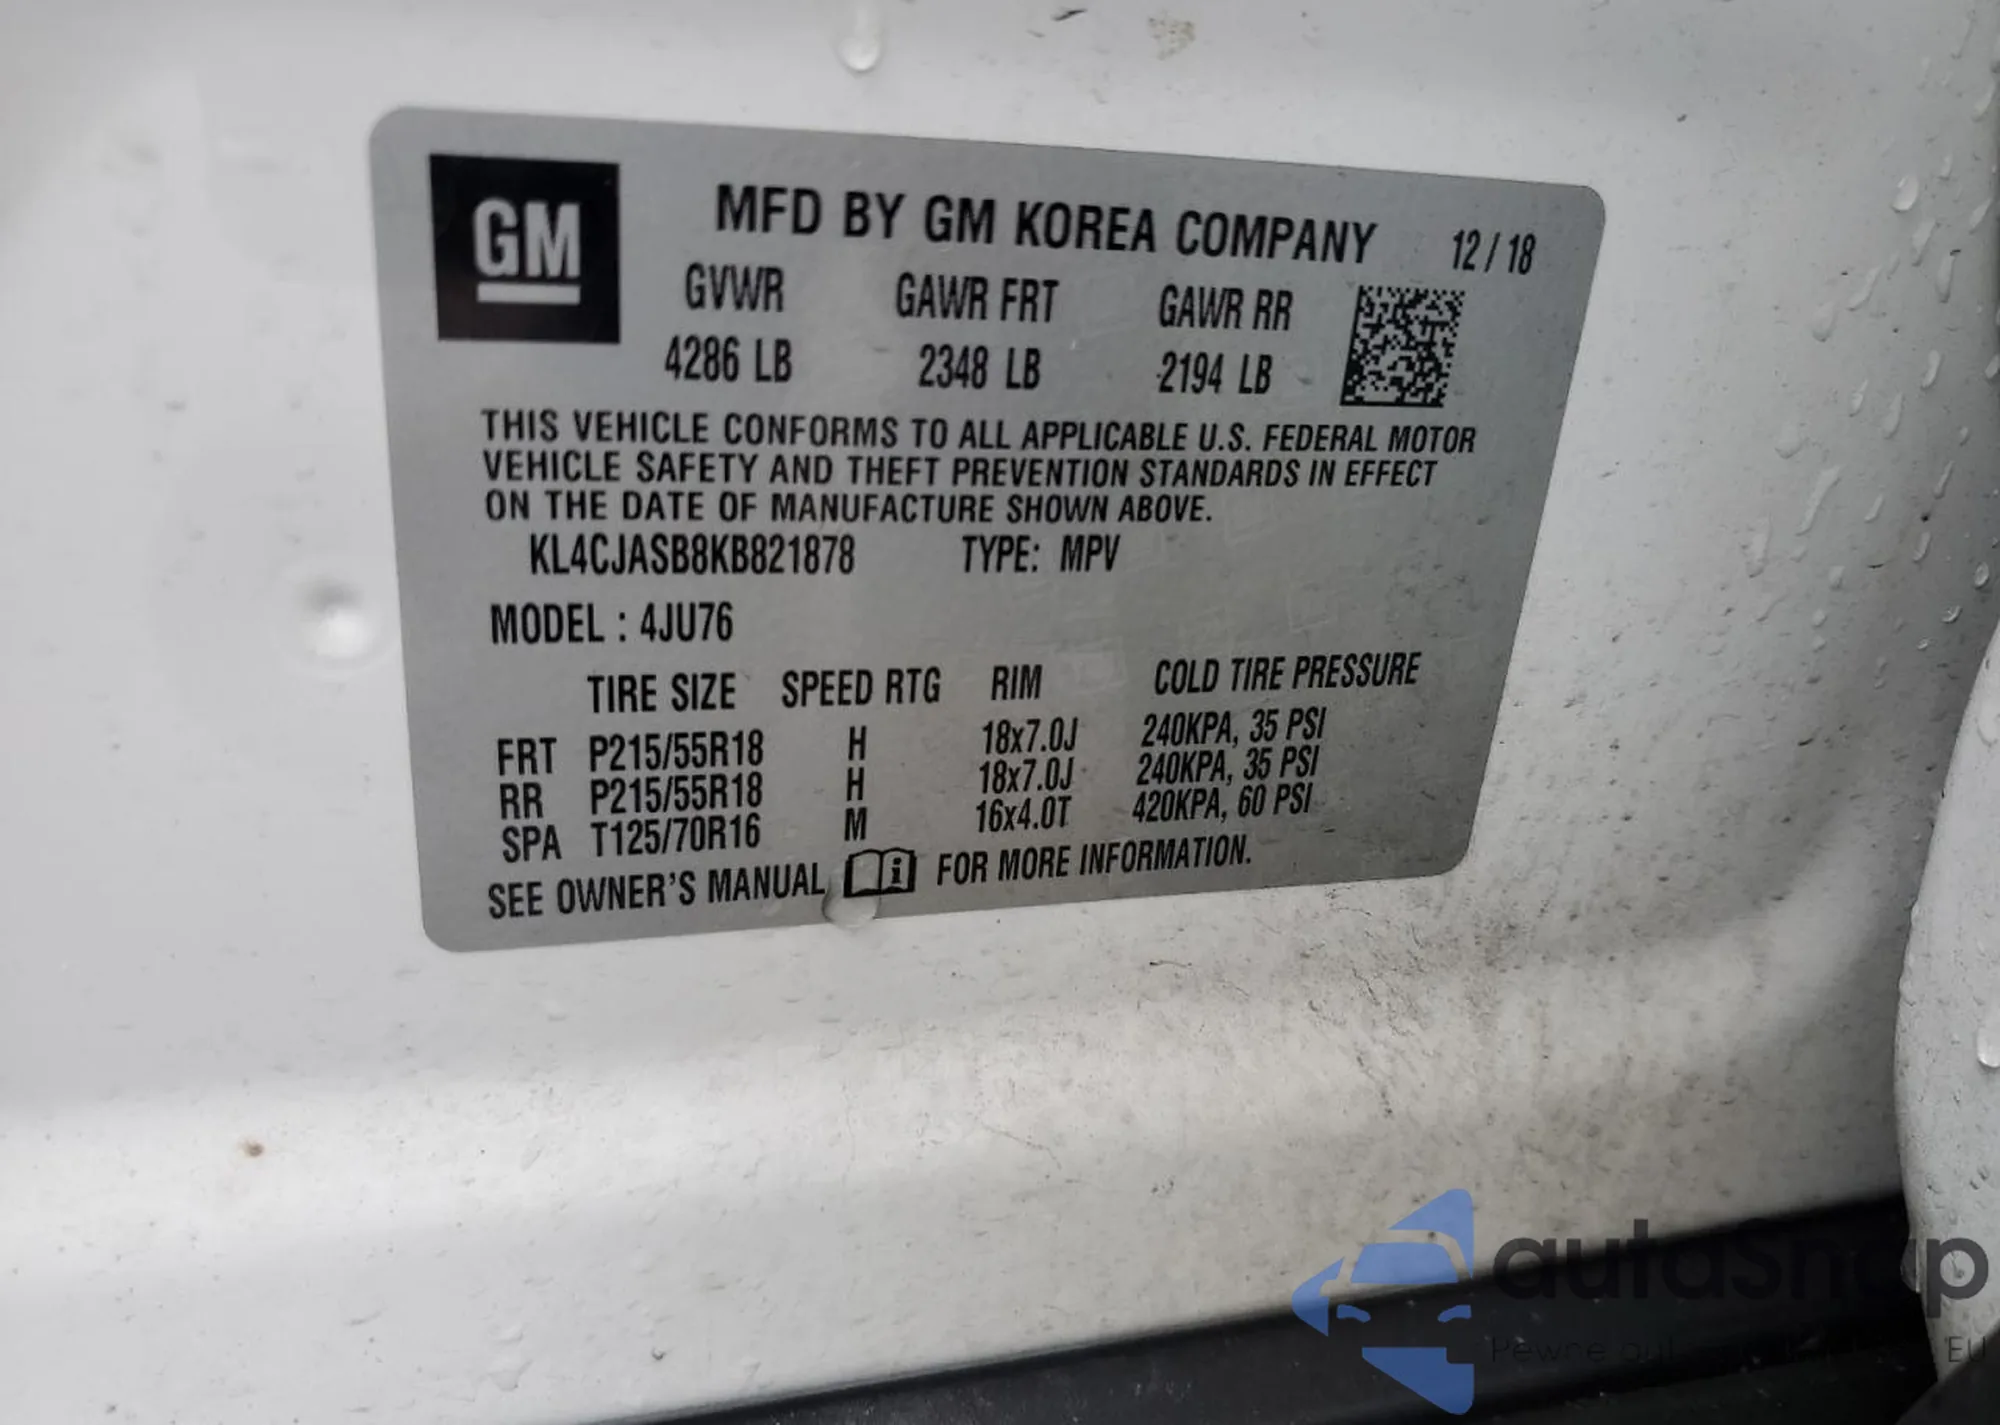 GM
MFD BY GM KOREA COMPANY 12/18
GVWR GAWR FRT GAWR RR
4286 LB 2348 LB 2194 LB
THIS VEHICLE CONFORMS TO ALL APPLICABLE U.S. FEDERAL MOTOR
VEHICLE SAFETY AND THEFT PREVENTION STANDARDS IN EFFECT
ON THE DATE OF MANUFACTURE SHOWN ABOVE.
KL4CJASB8KB821878 TYPE: MPV
MODEL : 4JU76
TIRE SIZE SPEED RTG RIM COLD TIRE PRESSURE
FRT P215/55R18 H 18x7.0J 240KPA, 35 PSI
RR P215/55R18 H 18x7.0J 240KPA, 35 PSI
SPA T125/70R16 M 16x4.0T 420KPA, 60 PSI
SEE OWNER'S MANUAL i FOR MORE INFORMATION.
autosnap
Pewne EU